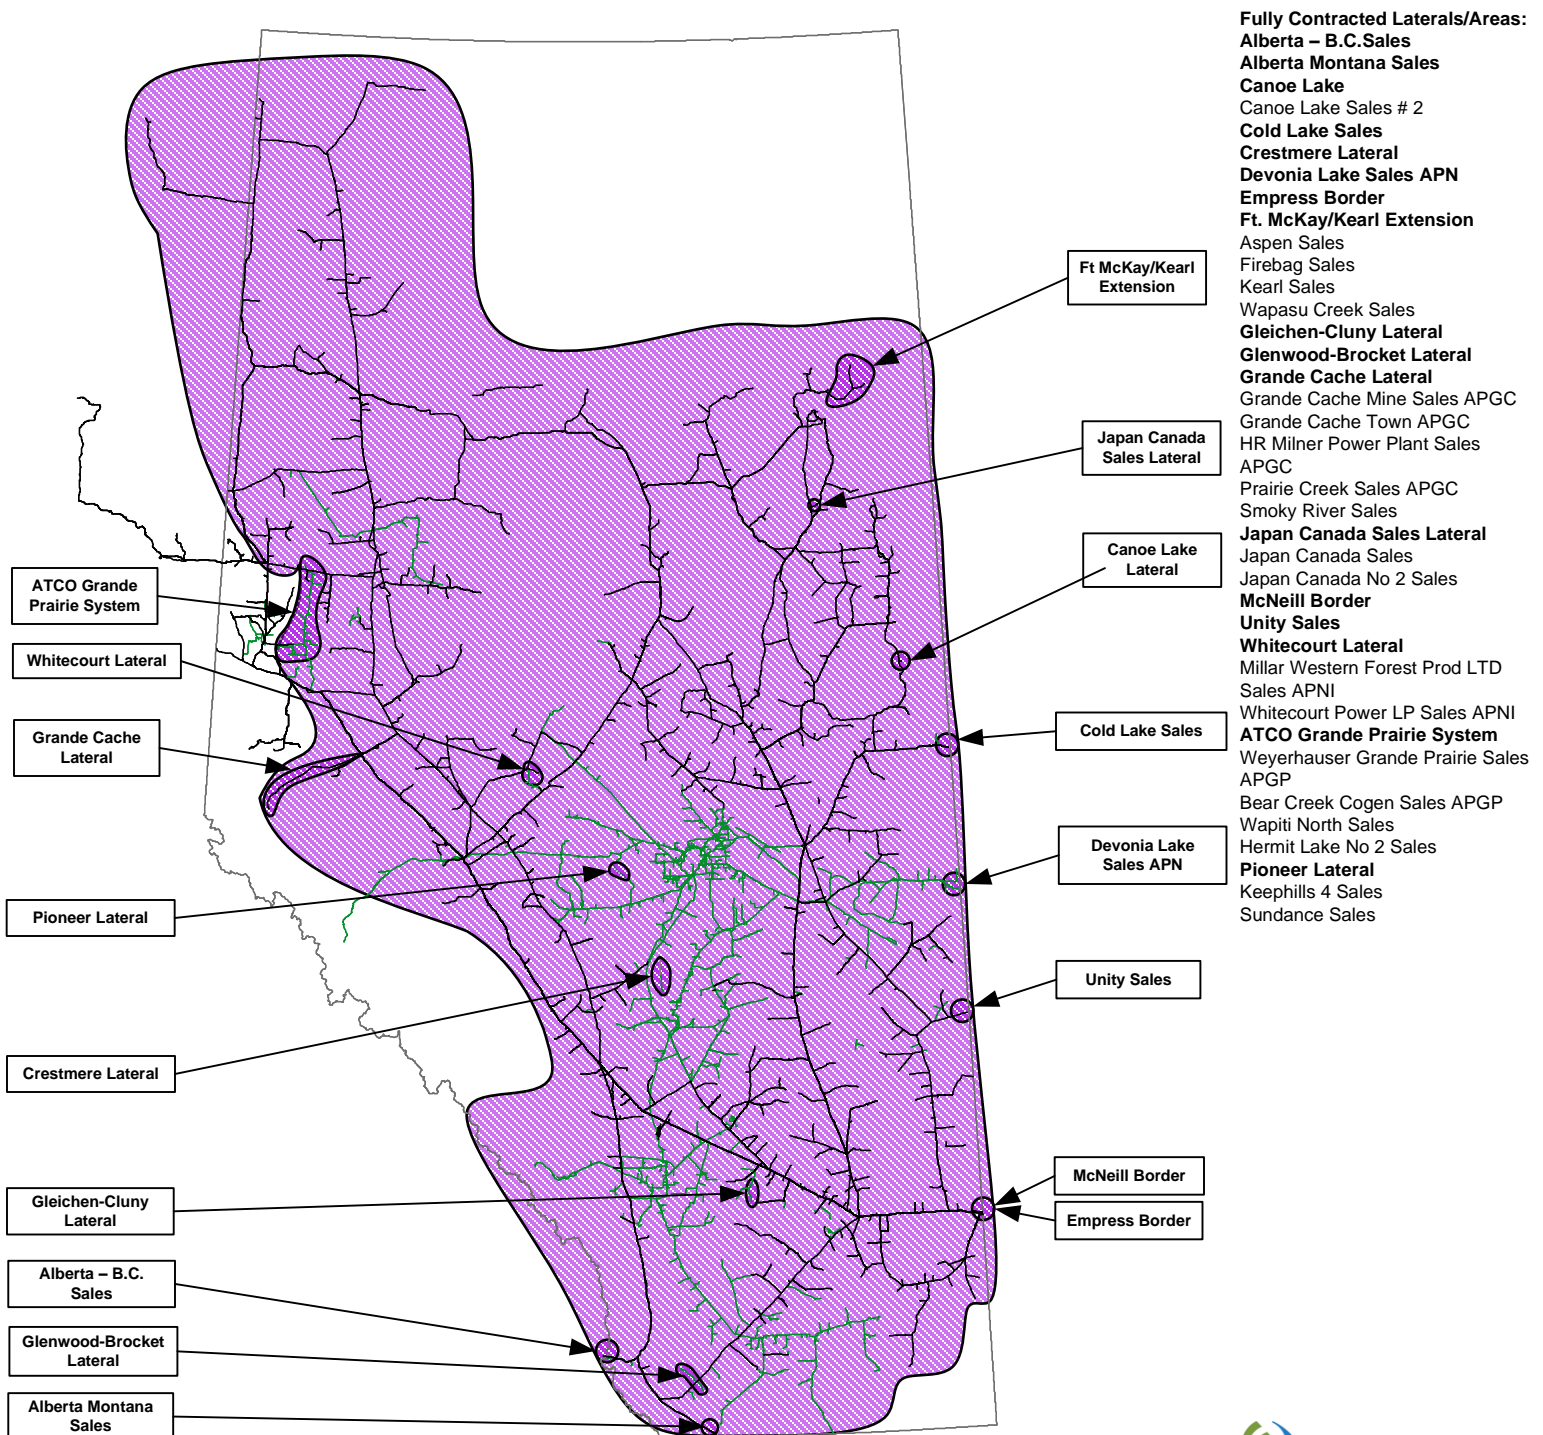 Fully Contracted Laterals/Areas:
Alberta – B.C.Sales
Alberta Montana Sales
Canoe Lake
Canoe Lake Sales # 2
Cold Lake Sales
Crestmere Lateral
Devonia Lake Sales APN
Empress Border
Ft. McKay/Kearl Extension
Aspen Sales
Firebag Sales
Kearl Sales
Wapasu Creek Sales
Gleichen-Cluny Lateral
Glenwood-Brocket Lateral
Grande Cache Lateral
Grande Cache Mine Sales APGC
Grande Cache Town APGC
HR Milner Power Plant Sales
APGC
Prairie Creek Sales APGC
Smoky River Sales
Japan Canada Sales Lateral
Japan Canada Sales
Japan Canada No 2 Sales
McNeill Border
Unity Sales
Whitecourt Lateral
Millar Western Forest Prod LTD
Sales APNI
Whitecourt Power LP Sales APNI
ATCO Grande Prairie System
Weyerhauser Grande Prairie Sales
APGP
Bear Creek Cogen Sales APGP
Wapiti North Sales
Hermit Lake No 2 Sales
Pioneer Lateral
Keephills 4 Sales
Sundance Sales
Ft McKay/Kearl
Extension
Japan Canada
Sales Lateral
Canoe Lake
Lateral
Cold Lake Sales
Devonia Lake
Sales APN
Unity Sales
McNeill Border
Empress Border
ATCO Grande
Prairie System
Whitecourt Lateral
Grande Cache
Lateral
Pioneer Lateral
Crestmere Lateral
Gleichen-Cluny
Lateral
Alberta – B.C.
Sales
Glenwood-Brocket
Lateral
Alberta Montana
Sales